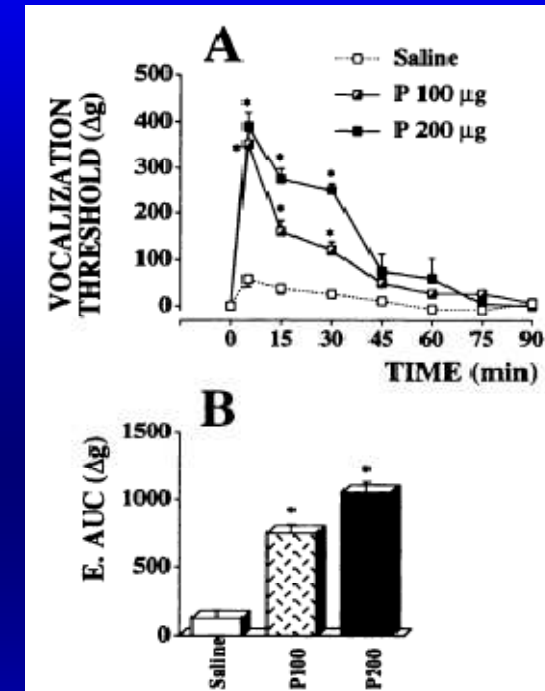 A
Saline
P 100 µg
P 200 µg
VOCALIZATION
THRESHOLD (Δg)
500
400
300
200
100
0
* * * * * *
0 15 30 45 60 75 90
TIME (min)
B
E. AUC (Δg)
1500
1000
500
0
* *
Saline P100 P200